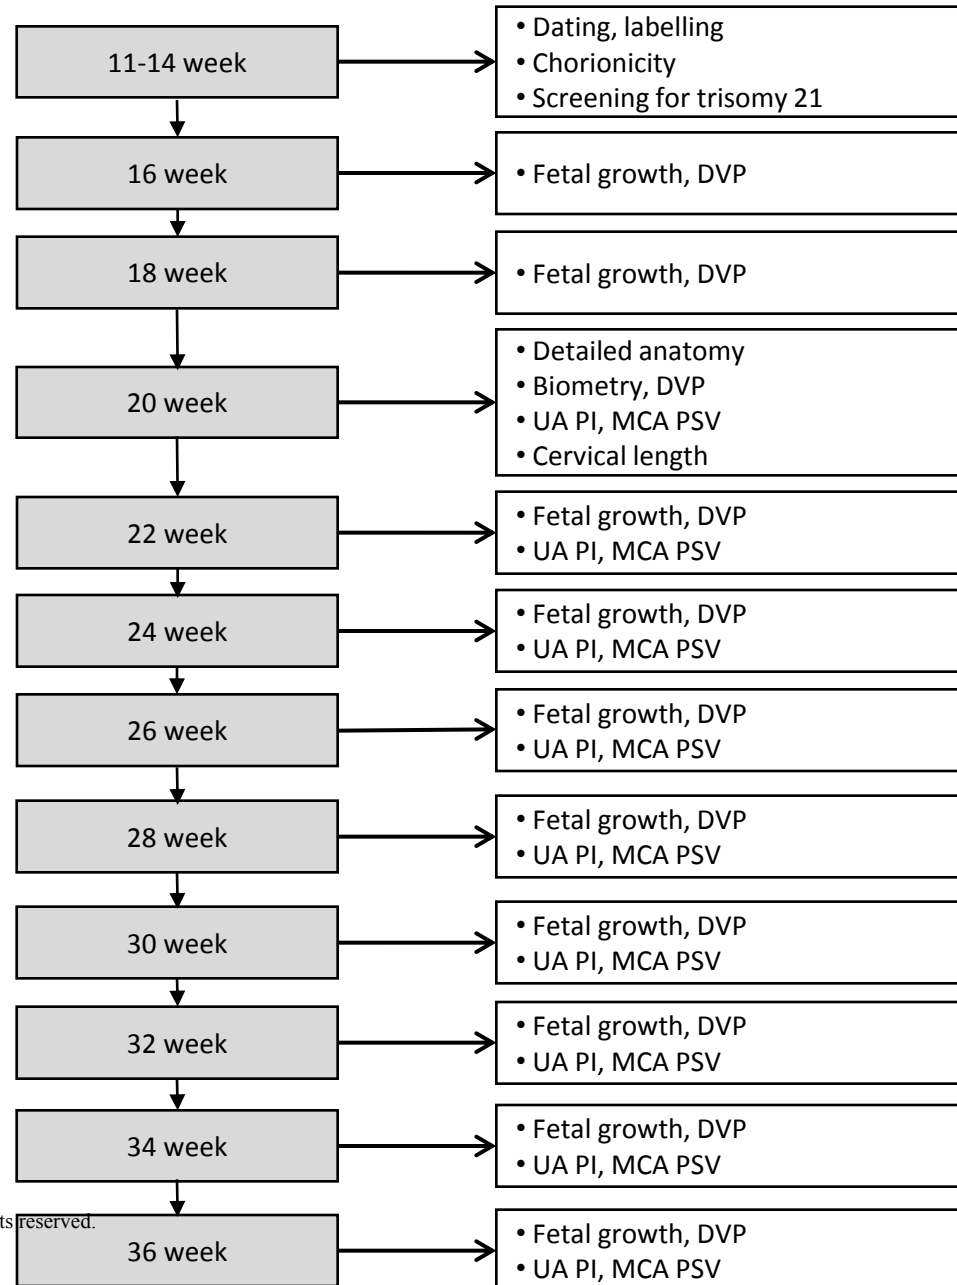 11-14 week
• Dating, labelling
• Chorionicity
• Screening for trisomy 21
16 week
• Fetal growth, DVP
18 week
• Fetal growth, DVP
20 week
• Detailed anatomy
• Biometry, DVP
• UA PI, MCA PSV
• Cervical length
22 week
• Fetal growth, DVP
• UA PI, MCA PSV
24 week
• Fetal growth, DVP
• UA PI, MCA PSV
26 week
• Fetal growth, DVP
• UA PI, MCA PSV
28 week
• Fetal growth, DVP
• UA PI, MCA PSV
30 week
• Fetal growth, DVP
• UA PI, MCA PSV
32 week
• Fetal growth, DVP
• UA PI, MCA PSV
34 week
• Fetal growth, DVP
• UA PI, MCA PSV
ts reserved.
36 week
• Fetal growth, DVP
• UA PI, MCA PSV